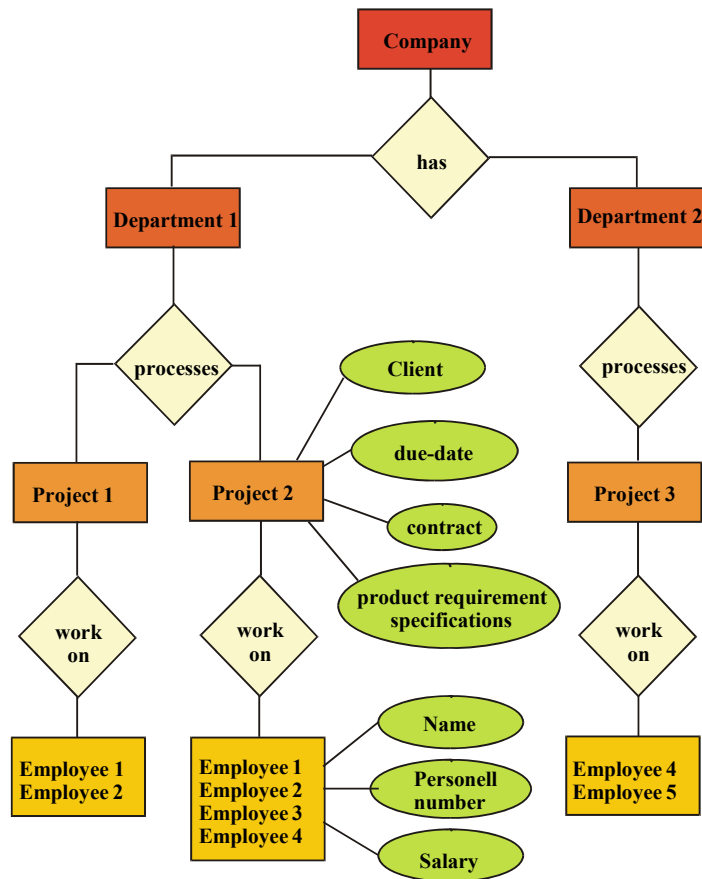 Company
has
Department 1
Department 2
processes
processes
Client
due-date
contract
product requirement
specifications
Project 1
Project 2
Project 3
work
on
work
on
work
on
Employee 1
Employee 2
Employee 1
Employee 2
Employee 3
Employee 4
Name
Personell
number
Salary
Employee 4
Employee 5